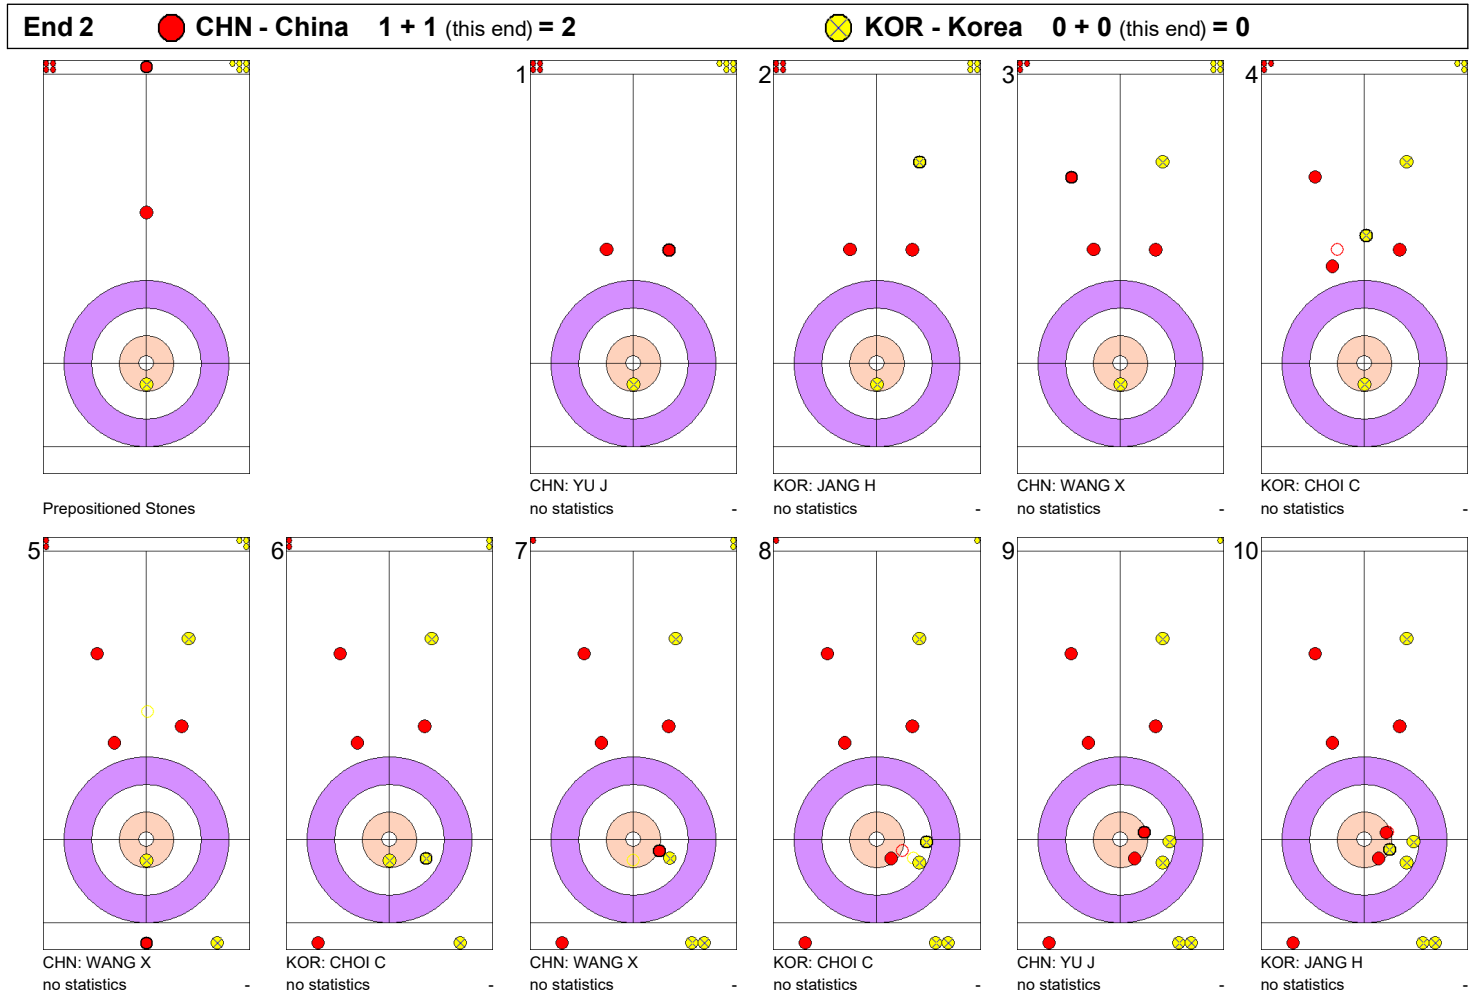 End 2 CHN - China 1 + 1 (this end) = 2 KOR - Korea 0 + 0 (this end) = 0
1 2 3 4
CHN: YU J KOR: JANG H CHN: WANG X KOR: CHOI C
Prepositioned Stones no statistics - no statistics - no statistics - no statistics -
5 6 7 8 9 10
CHN: WANG X KOR: CHOI C CHN: WANG X KOR: CHOI C CHN: YU J KOR: JANG H
no statistics - no statistics - no statistics - no statistics - no statistics - no statistics -